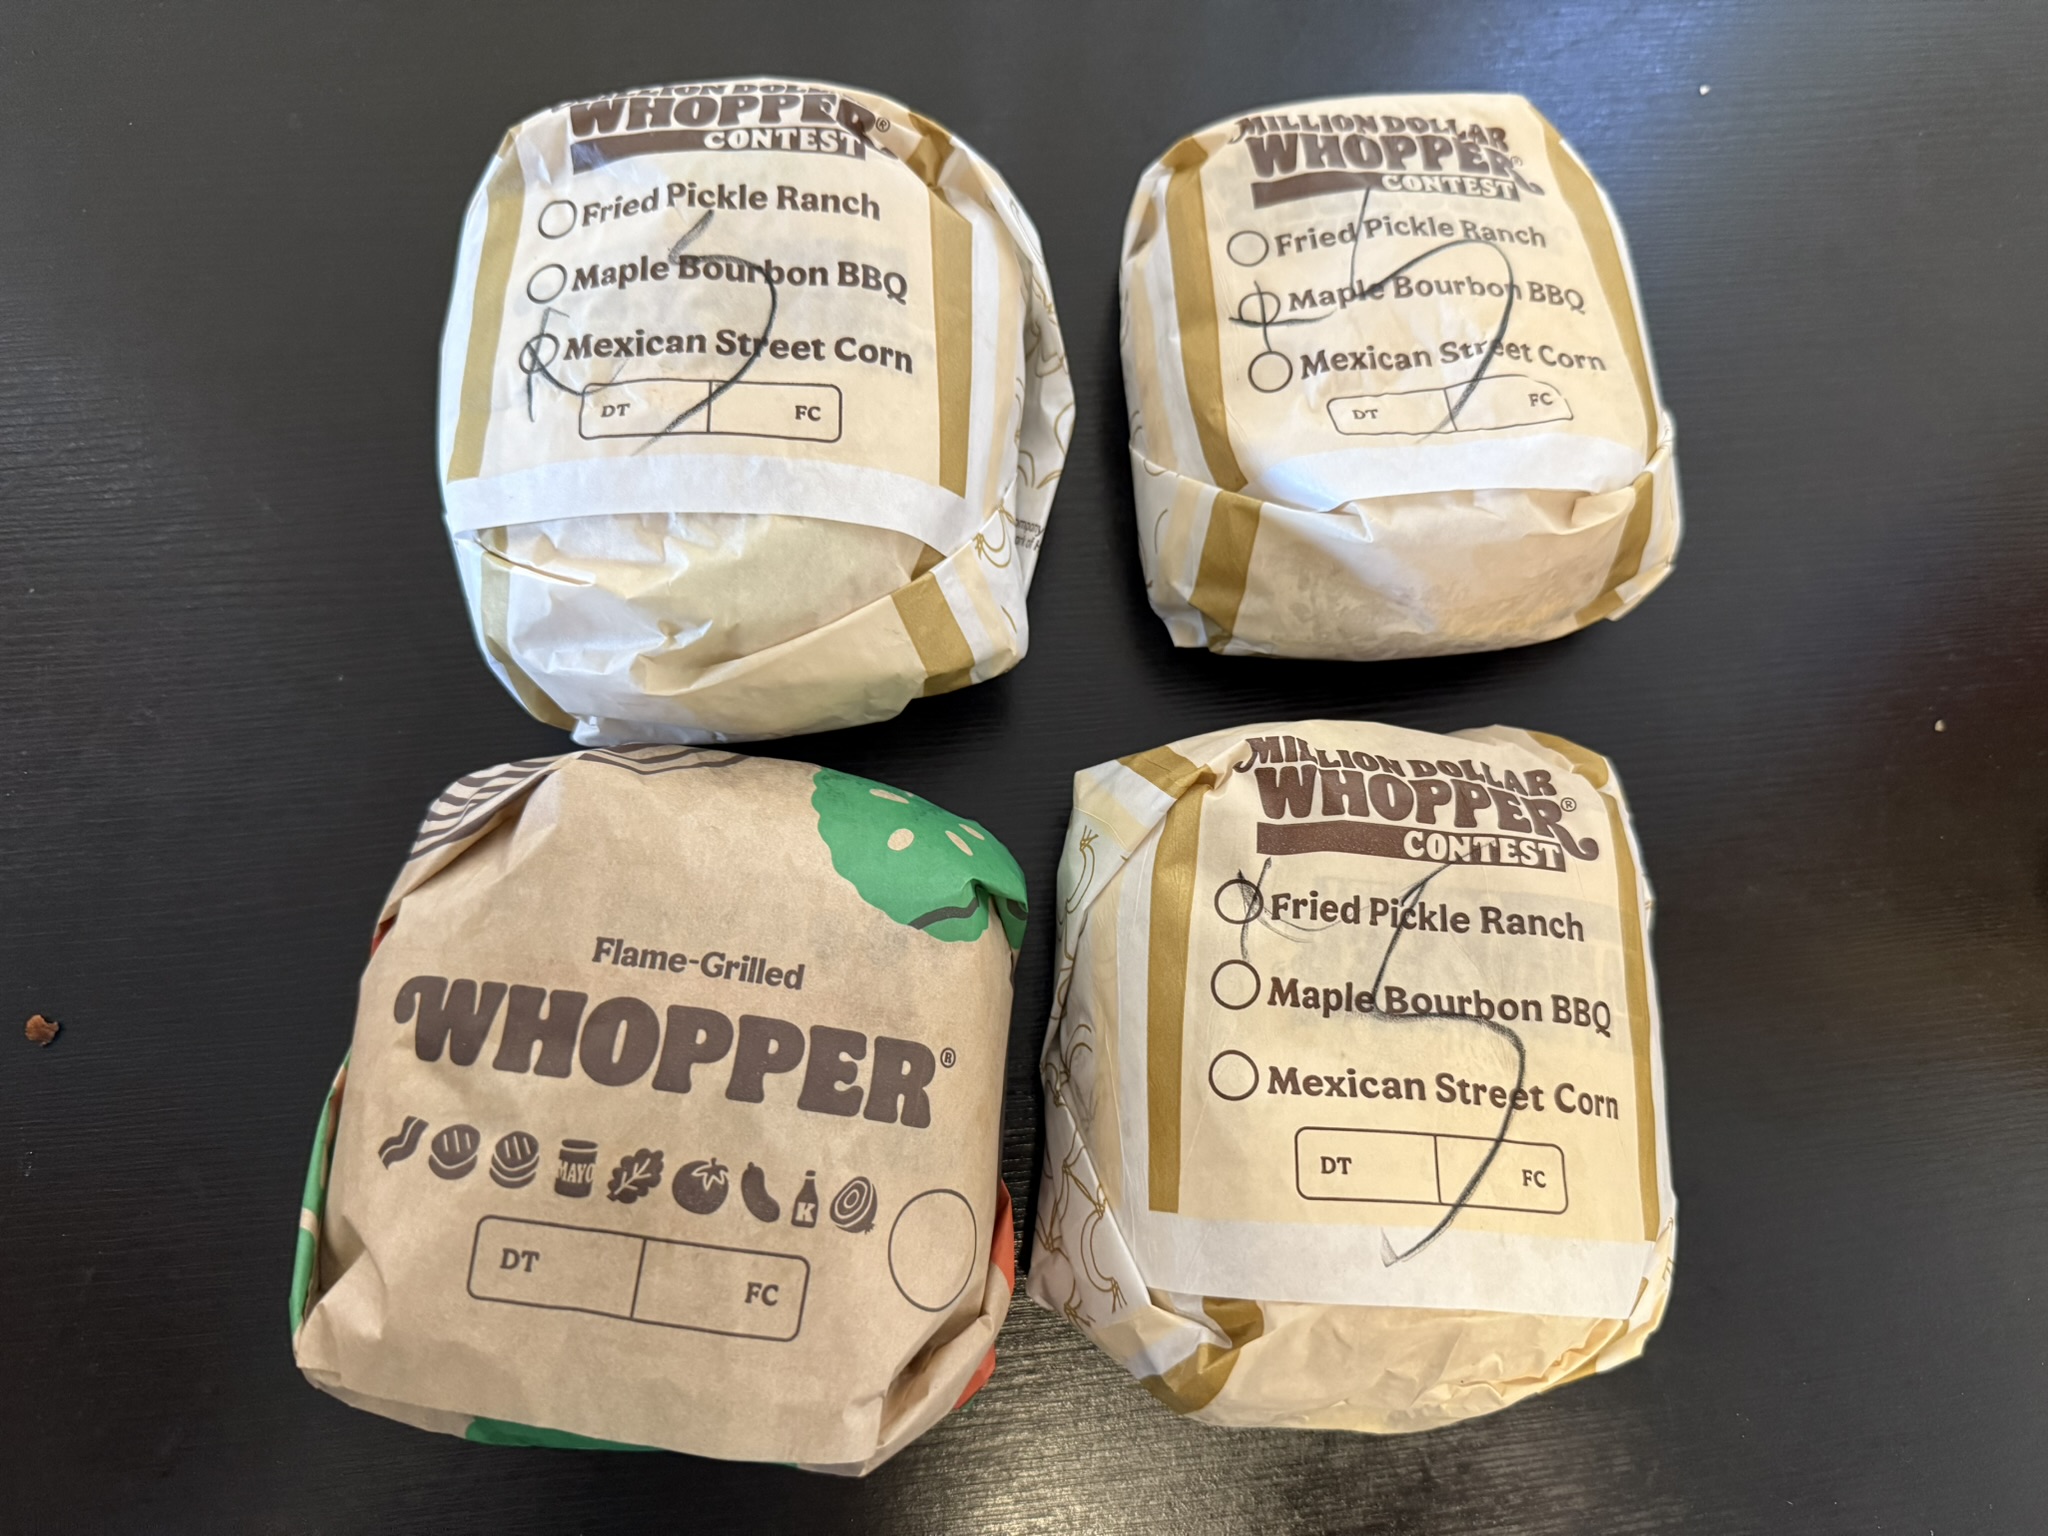 MILLION DOLLAR
WHOPPER®
CONTEST
Fried Pickle Ranch
Maple Bourbon BBQ
Mexican Street Corn
DT FC
MILLION DOLLAR
WHOPPER®
CONTEST
Fried Pickle Ranch
Maple Bourbon BBQ
Mexican Street Corn
DT FC
Flame-Grilled
WHOPPER®
MAYO
K
DT FC
MILLION DOLLAR
WHOPPER®
CONTEST
Fried Pickle Ranch
Maple Bourbon BBQ
Mexican Street Corn
DT FC